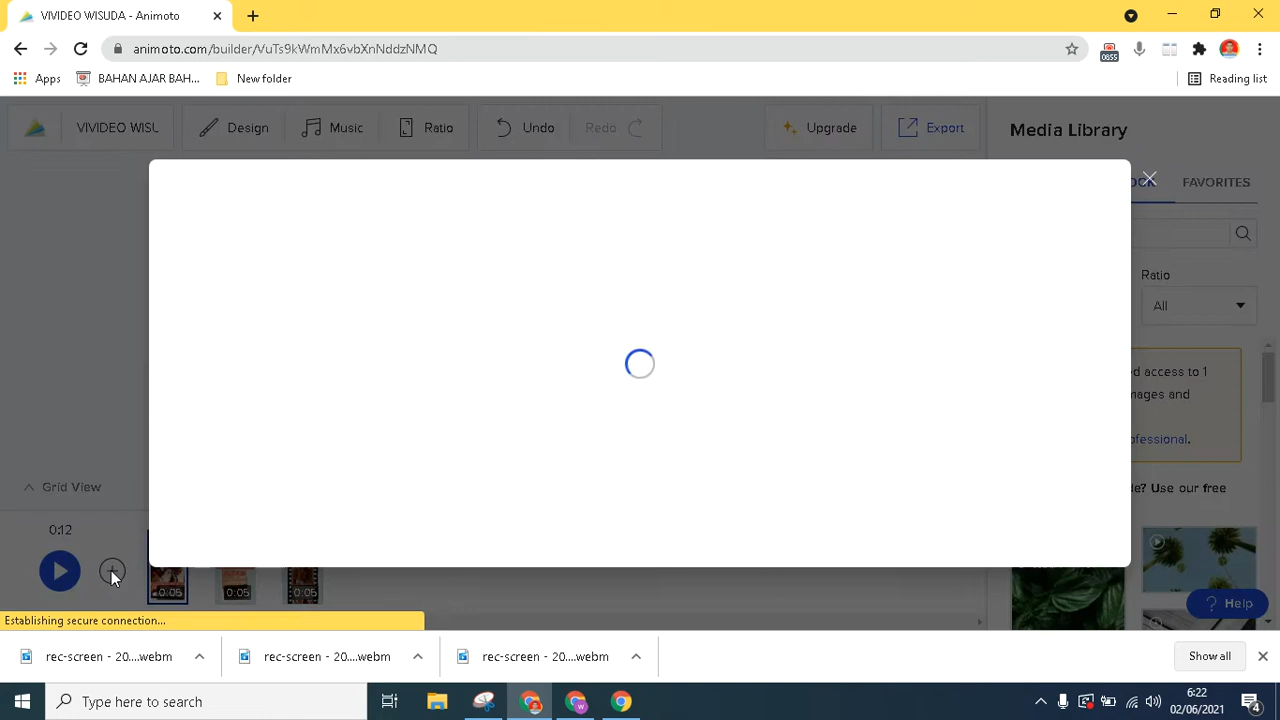 VIVIDEO WISUDA - Animoto
animoto.com/builder/VuTs9kWmMx6vbXnNddzNMQ
0855
Apps
BAHAN AJAR BAH...
New folder
Reading list
VIVIDEO WISU
Design
Music
Ratio
Undo
Redo
Upgrade
Export
Media Library
FAVORITES
Ratio
All
access to 1
mages and
ofessional.
de? Use our free
Grid View
0:12
0:05
0:05
0:05
Help
Establishing secure connection...
rec-screen - 20....webm
rec-screen - 20....webm
rec-screen - 20....webm
Show all
Type here to search
6:22
02/06/2021
4